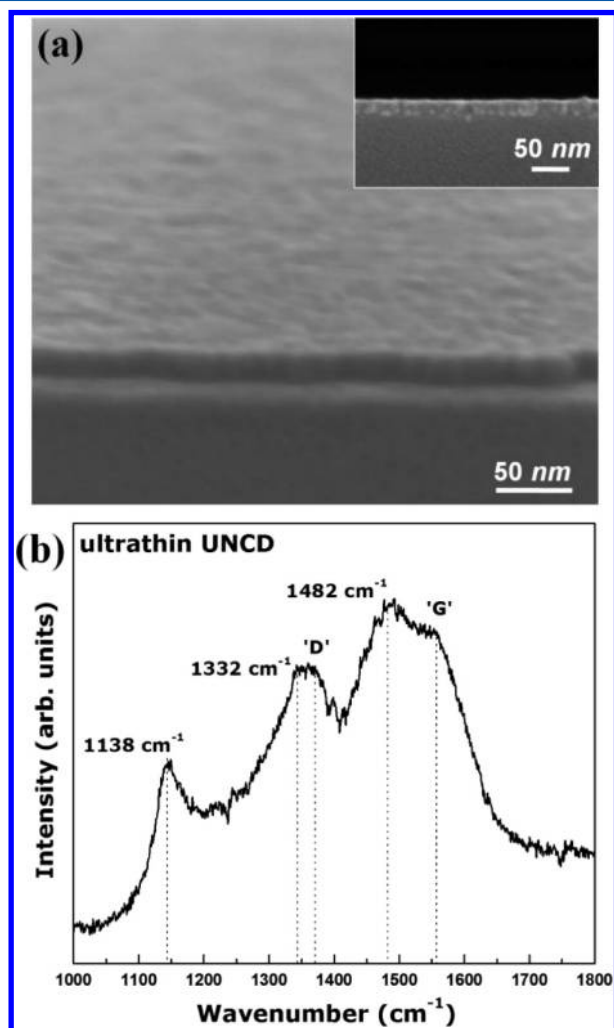 (a)
50 nm
50 nm
(b)
ultrathin UNCD
1482 cm⁻¹
'G'
'D'
1332 cm⁻¹
1138 cm⁻¹
Intensity (arb. units)
1000 1100 1200 1300 1400 1500 1600 1700 1800
Wavenumber (cm⁻¹)